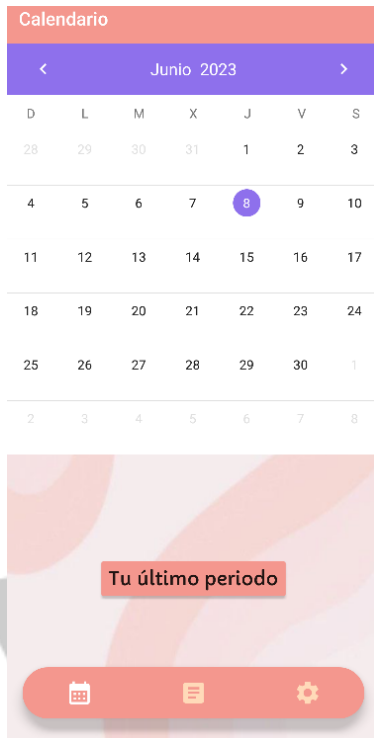 Calendario
< Junio 2023 >
D L M X J V S
28 29 30 31 1 2 3
4 5 6 7 8 9 10
11 12 13 14 15 16 17
18 19 20 21 22 23 24
25 26 27 28 29 30 1
2 3 4 5 6 7 8
Tu último periodo